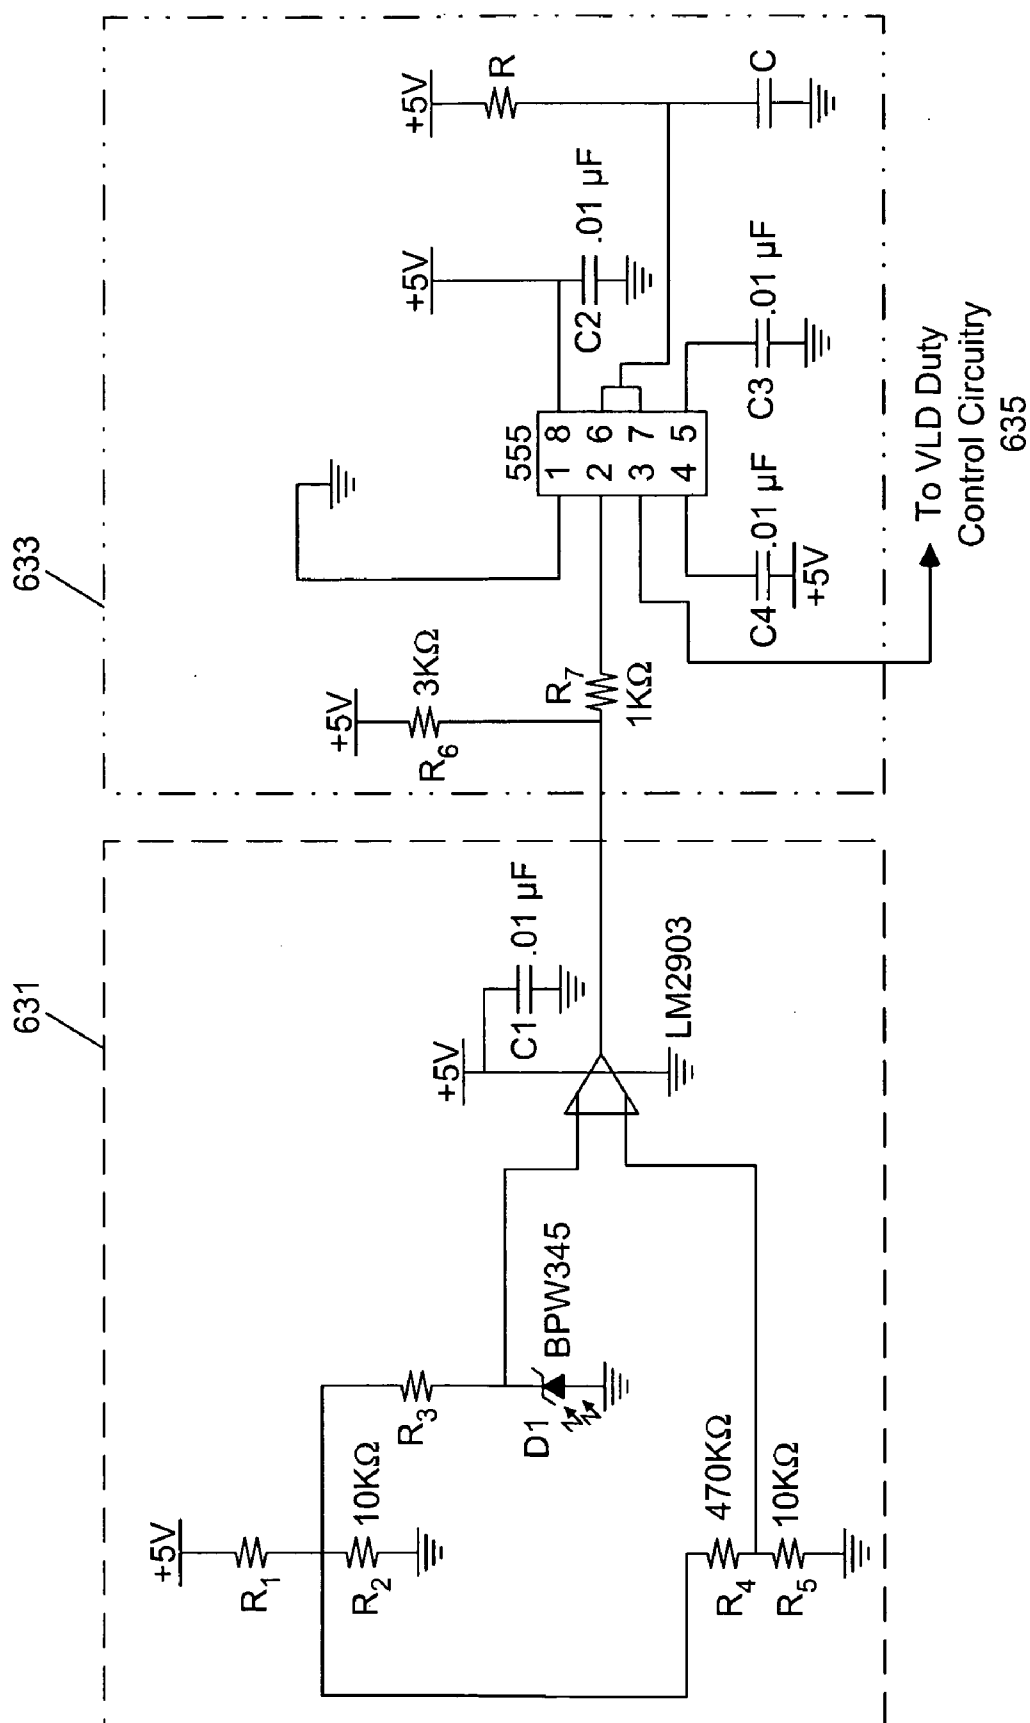 631
633
+5V
R1
R2
10KΩ
R3
D1
BPW345
R4
470KΩ
R5
10KΩ
+5V
C1
.01 µF
LM2903
+5V
R6
3KΩ
R7
1KΩ
555
1 8
2 6
3 7
4 5
+5V
C2
.01 µF
+5V
R
C
C3
.01 µF
C4
.01 µF
+5V
To VLD Duty
Control Circuitry
635